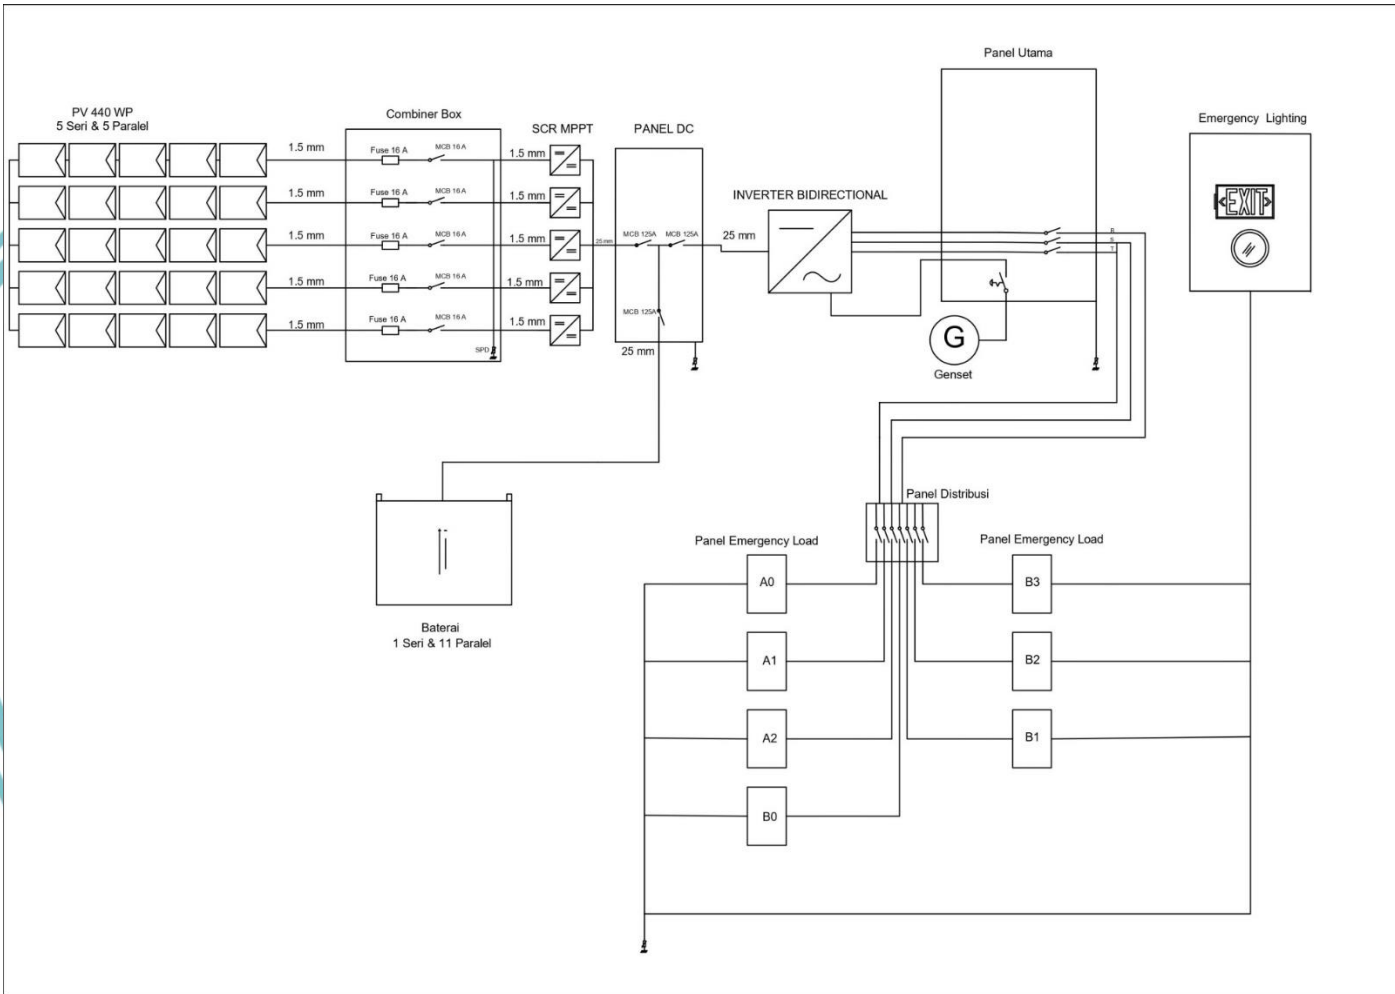 Panel Utama
PV 440 WP
5 Seri & 5 Paralel
Combiner Box
SCR MPPT
PANEL DC
Emergency Lighting
1.5 mm
Fuse 16 A
MCB 16 A
1.5 mm
1.5 mm
Fuse 16 A
MCB 16 A
1.5 mm
1.5 mm
Fuse 16 A
MCB 16 A
1.5 mm
1.5 mm
Fuse 16 A
MCB 16 A
1.5 mm
1.5 mm
Fuse 16 A
MCB 16 A
1.5 mm
SPD
25 mm
MCB 125A
MCB 125A
MCB 125A
25 mm
25 mm
INVERTER BIDIRECTIONAL
R
S
T
EXIT
G
Genset
Baterai
1 Seri & 11 Paralel
Panel Distribusi
Panel Emergency Load
Panel Emergency Load
A0
B3
A1
B2
A2
B1
B0